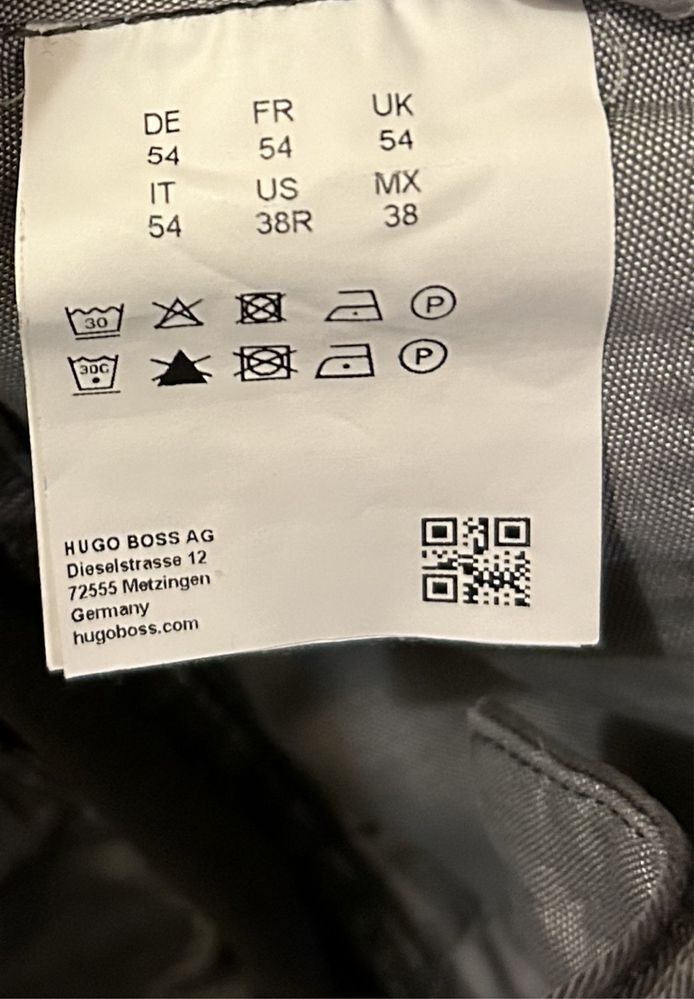 DE FR UK
54 54 54
IT US MX
54 38R 38
30 P
30C P
HUGO BOSS AG
Dieselstrasse 12
72555 Metzingen
Germany
hugoboss.com